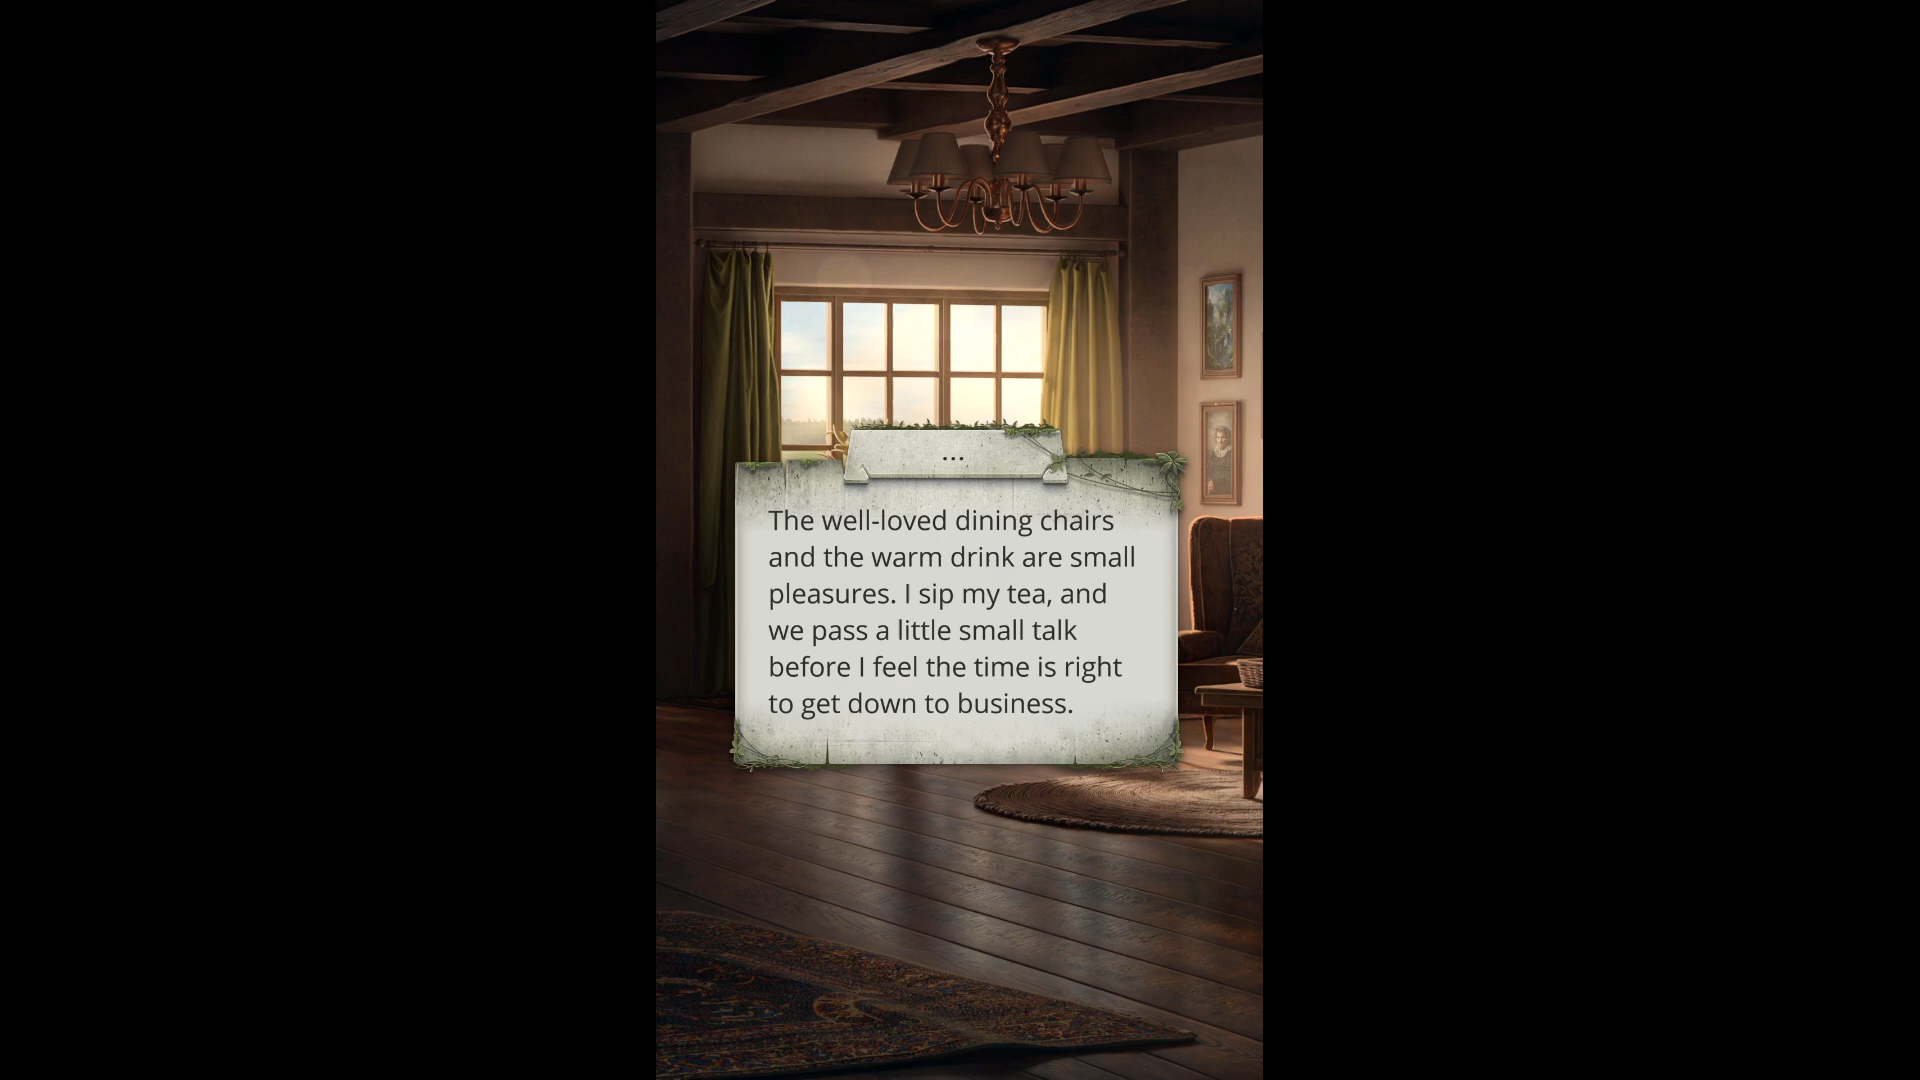 ...
The well-loved dining chairs
and the warm drink are small
pleasures. I sip my tea, and
we pass a little small talk
before I feel the time is right
to get down to business.